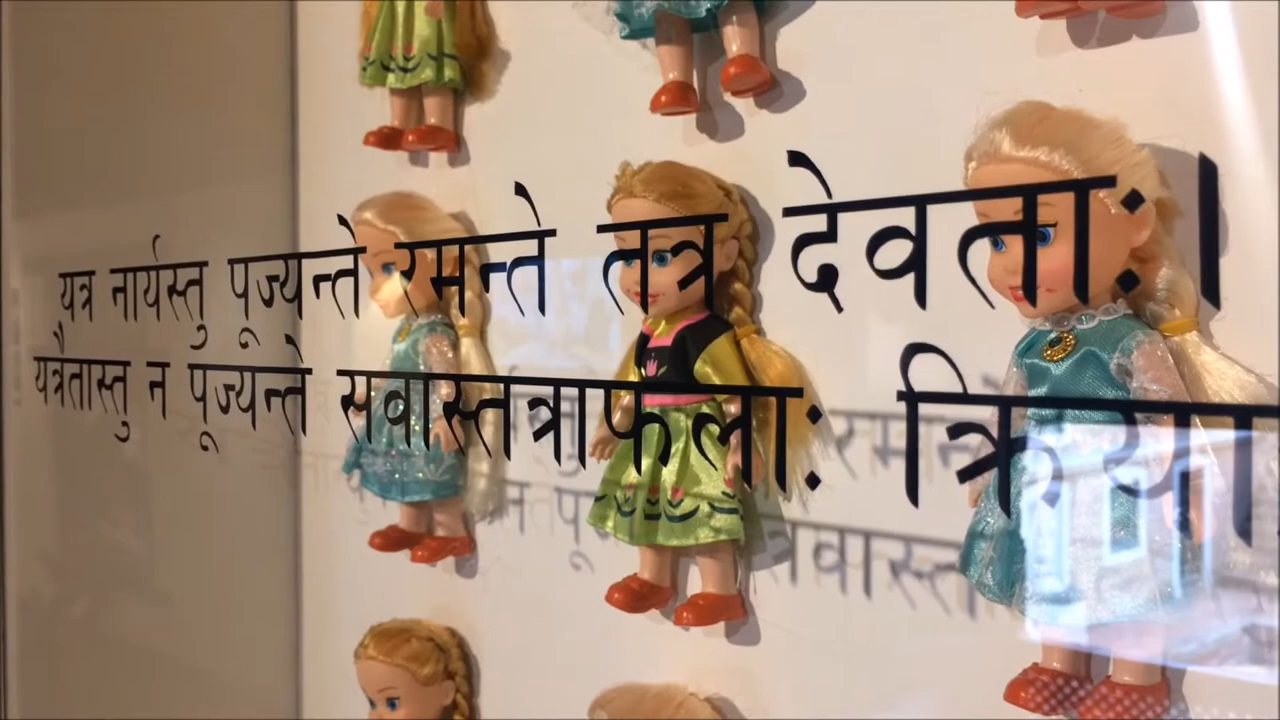 यत्र नार्यस्तु पूज्यन्ते रमन्ते तत्र देवताः।
यत्रैतास्तु न पूज्यन्ते सर्वास्तत्राफलाः क्रिया